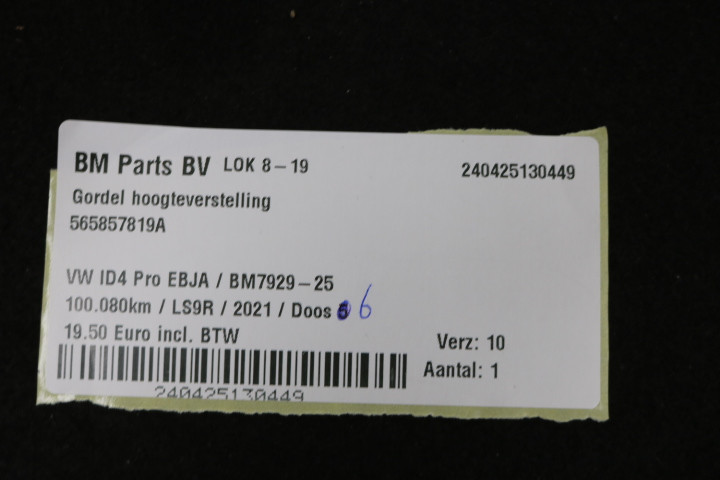 BM Parts BV LOK 8-19 240425130449
Gordel hoogteverstelling
565857819A
VW ID4 Pro EBJA / BM7929-25
100.080km / LS9R / 2021 / Doos 6
19.50 Euro incl. BTW
Verz: 10
Aantal: 1
240425130449